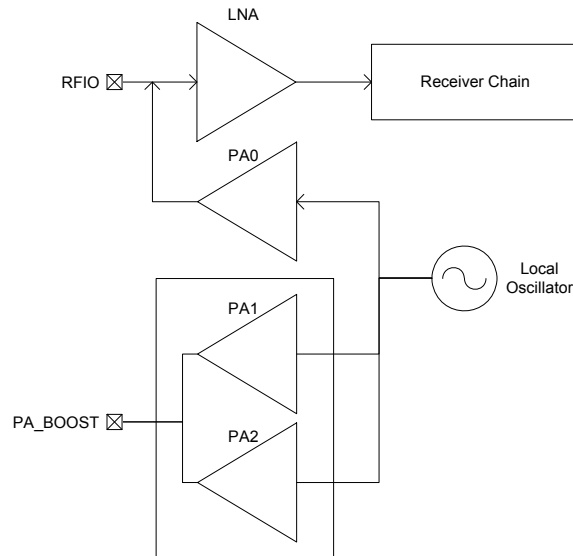 LNA
RFIO
Receiver Chain
PA0
Local
Oscillator
PA1
PA_BOOST
PA2